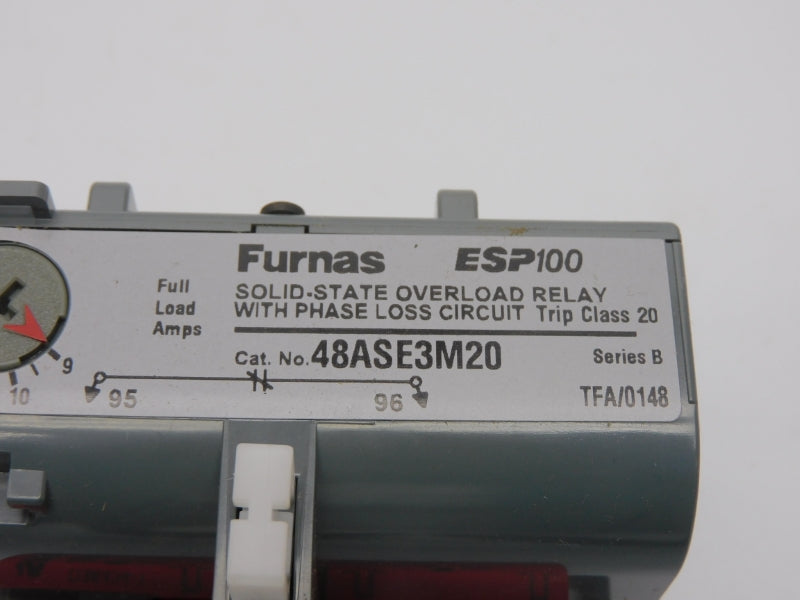 Furnas ESP100
Full
Load
Amps
SOLID-STATE OVERLOAD RELAY
WITH PHASE LOSS CIRCUIT Trip Class 20
Cat. No. 48ASE3M20 Series B
9
10
95 96 TFA/0148